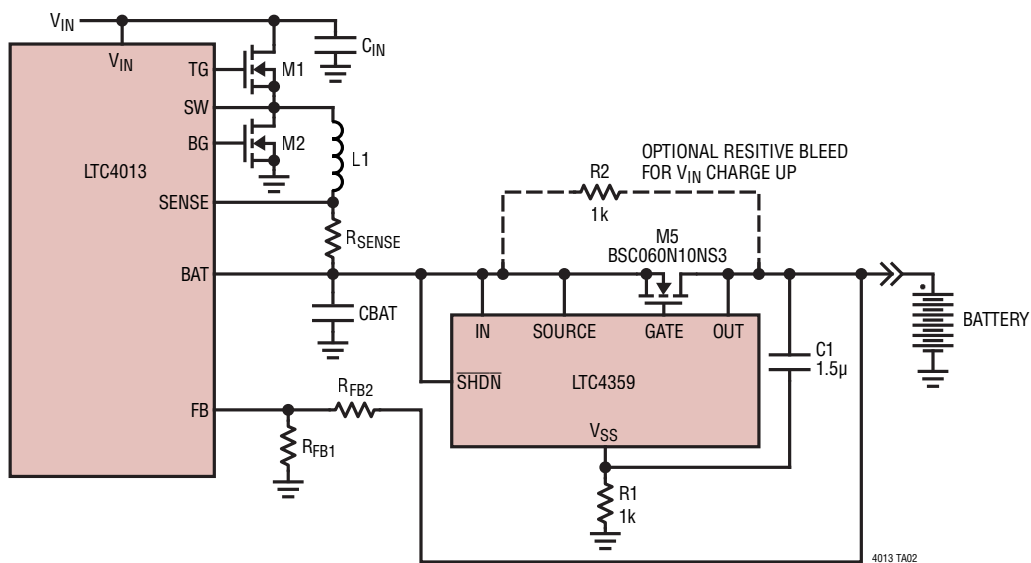 VIN
VIN
CIN
TG
M1
SW
BG
M2
LTC4013
L1
OPTIONAL RESITIVE BLEED
FOR VIN CHARGE UP
R2
1k
SENSE
RSENSE
M5
BSC060N10NS3
BAT
CBAT
IN
SOURCE
GATE
OUT
BATTERY
C1
1.5µ
SHDN
LTC4359
RFB2
FB
VSS
RFB1
R1
1k
4013 TA02